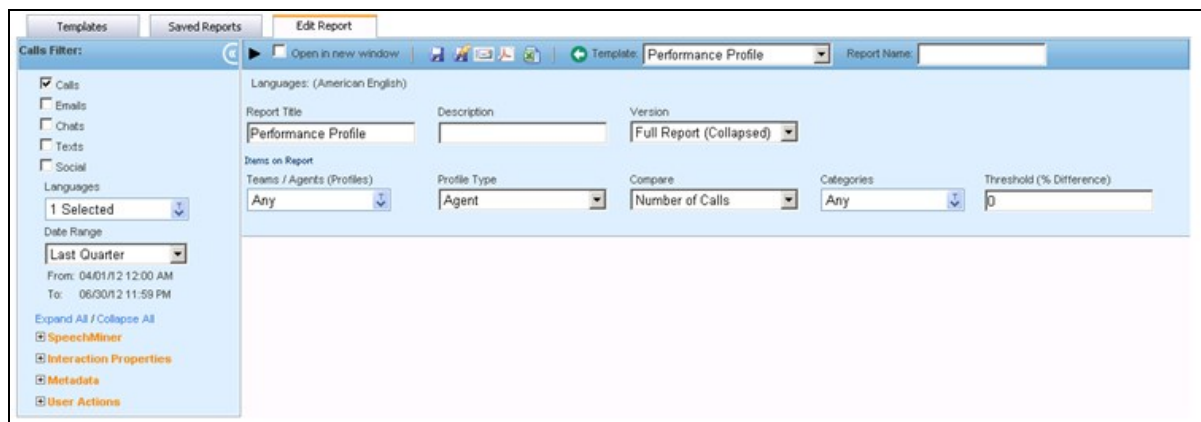 Templates
Saved Reports
Edit Report
Calls Filter:
Open in new window
Template:
Performance Profile
Report Name:
Calls
Emails
Chats
Texts
Social
Languages
1 Selected
Date Range
Last Quarter
From: 04/01/12 12:00 AM
To: 06/30/12 11:59 PM
Expand All / Collapse All
SpeechMiner
Interaction Properties
Metadata
User Actions
Languages: (American English)
Report Title
Description
Version
Performance Profile
Full Report (Collapsed)
Items on Report
Teams / Agents (Profiles)
Profile Type
Compare
Categories
Threshold (% Difference)
Any
Agent
Number of Calls
Any
0